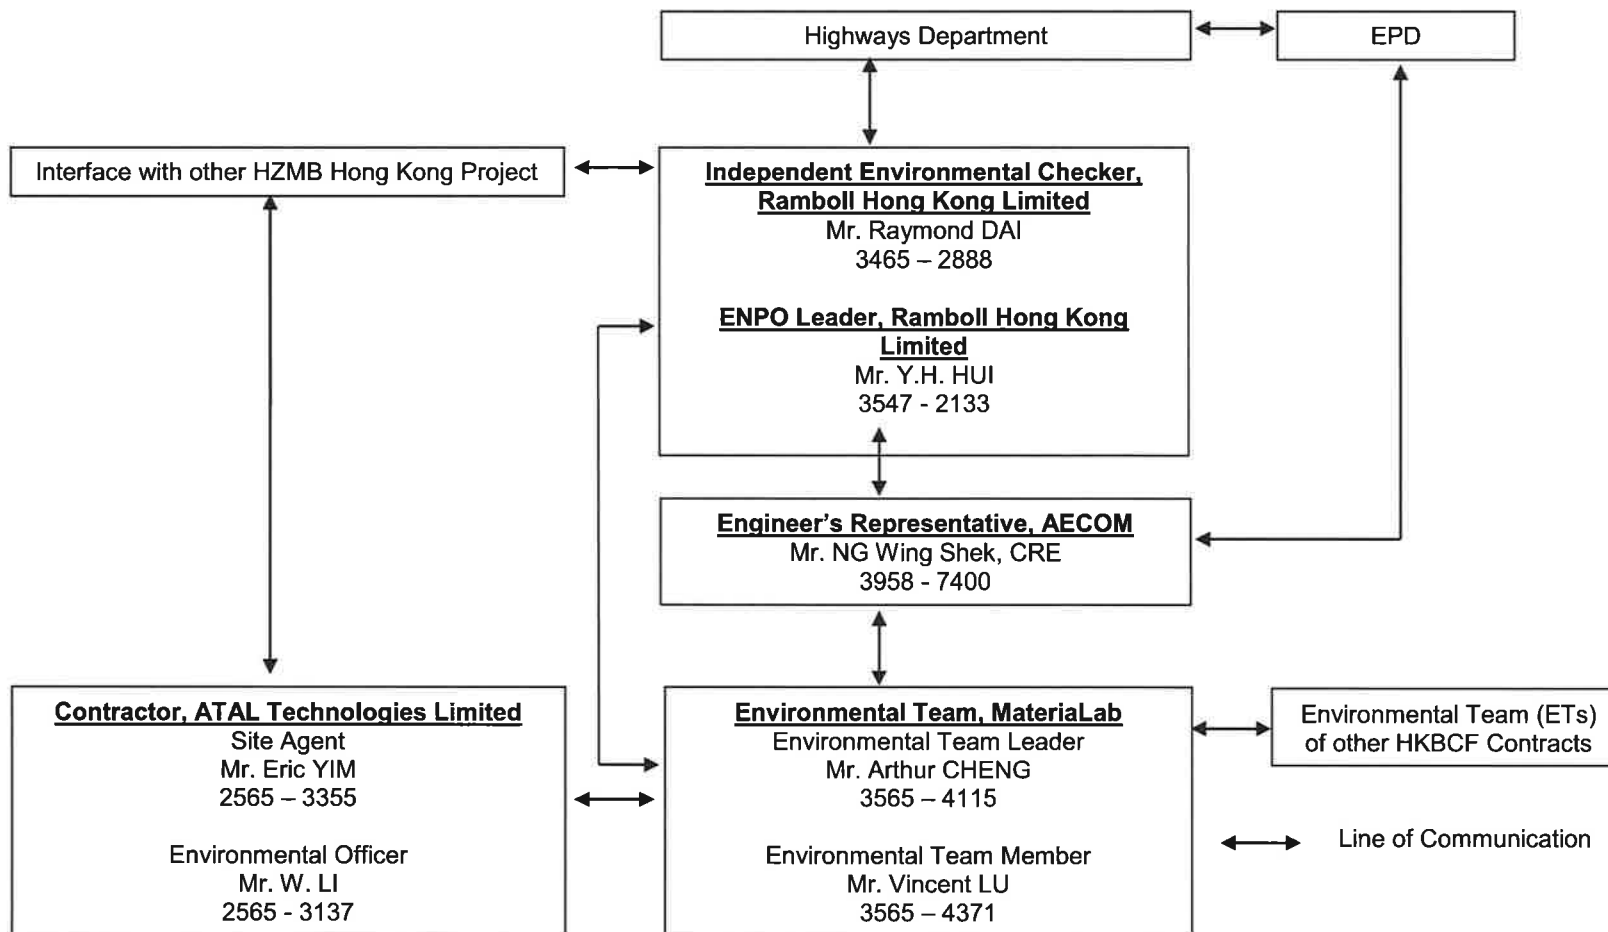 Highways Department
EPD
Interface with other HZMB Hong Kong Project
Independent Environmental Checker,
Ramboll Hong Kong Limited
Mr. Raymond DAI
3465 – 2888
ENPO Leader, Ramboll Hong Kong
Limited
Mr. Y.H. HUI
3547 - 2133
Engineer's Representative, AECOM
Mr. NG Wing Shek, CRE
3958 - 7400
Contractor, ATAL Technologies Limited
Site Agent
Mr. Eric YIM
2565 – 3355
Environmental Officer
Mr. W. LI
2565 - 3137
Environmental Team, MateriaLab
Environmental Team Leader
Mr. Arthur CHENG
3565 – 4115
Environmental Team Member
Mr. Vincent LU
3565 – 4371
Environmental Team (ETs)
of other HKBCF Contracts
Line of Communication